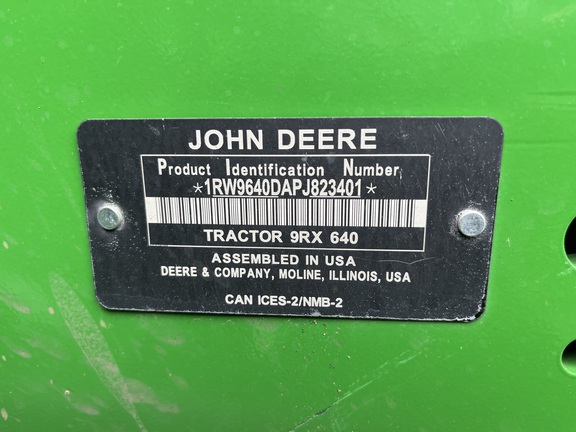 JOHN DEERE
Product Identification Number
*1RW9640DAPJ823401*
TRACTOR 9RX 640
ASSEMBLED IN USA
DEERE & COMPANY, MOLINE, ILLINOIS, USA
CAN ICES-2/NMB-2